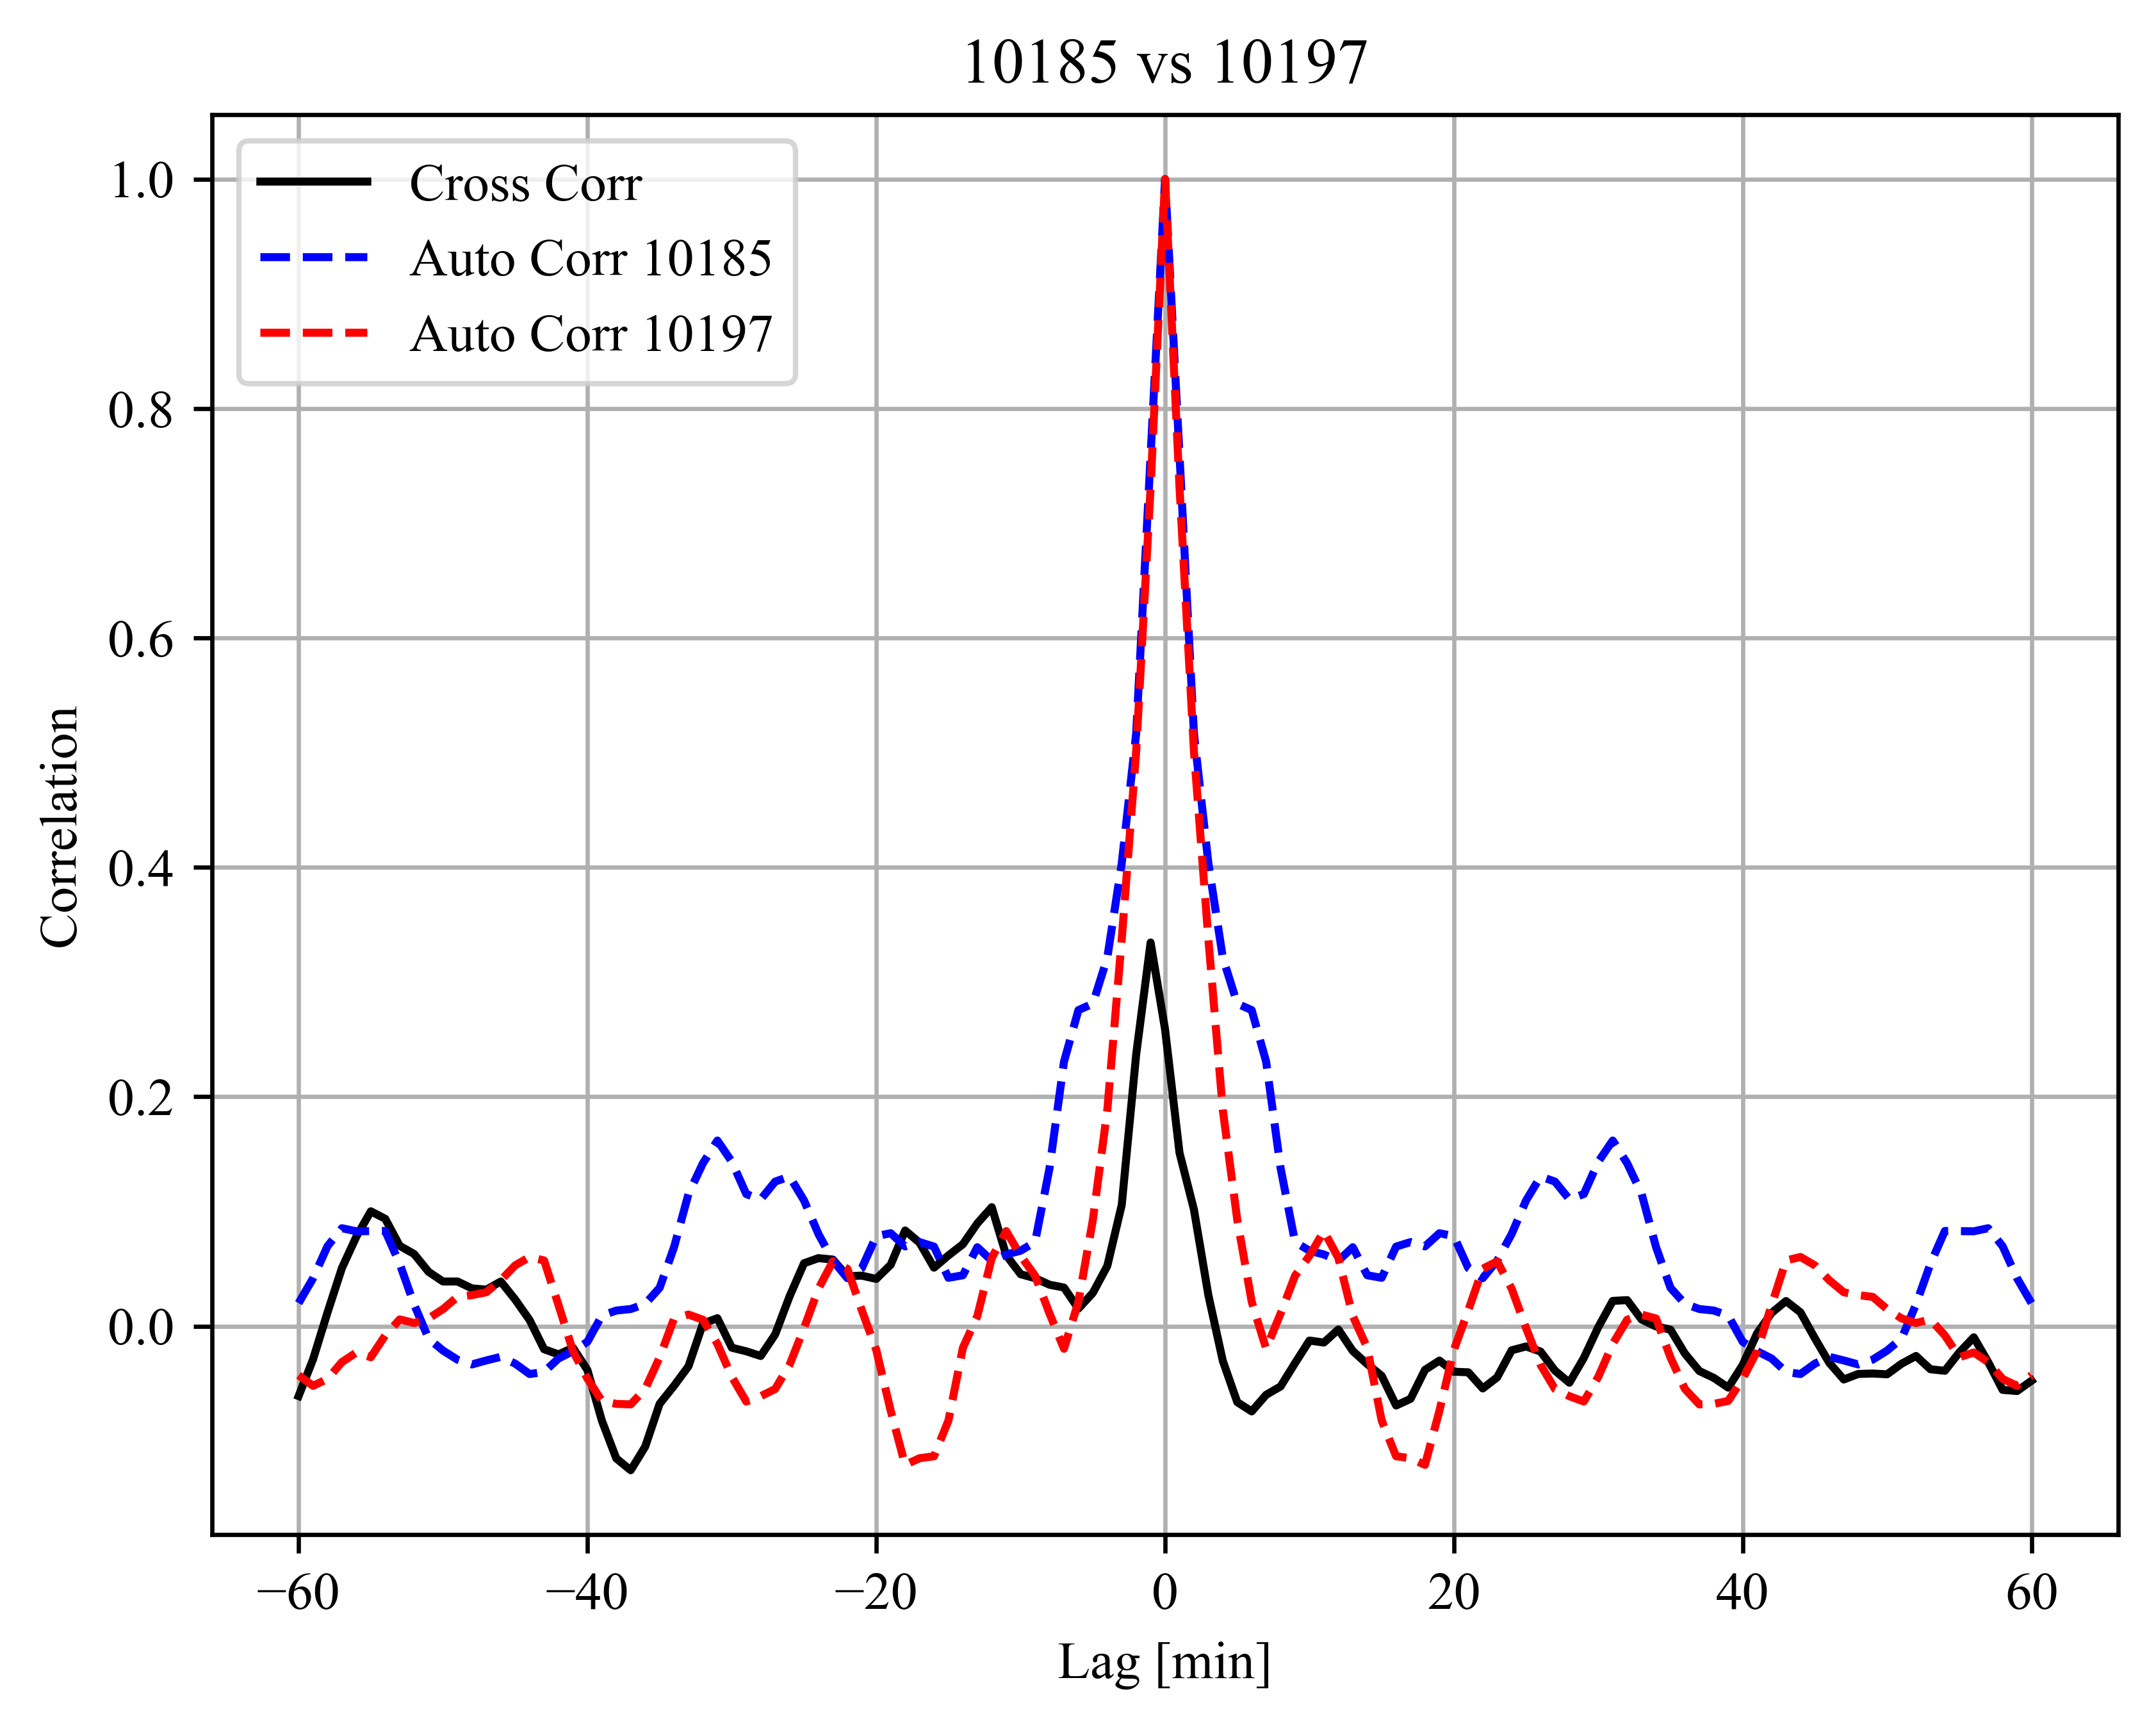 10185 vs 10197
Cross Corr
Auto Corr 10185
Auto Corr 10197
1.0
0.8
0.6
0.4
0.2
0.0
Correlation
−60 −40 −20 0 20 40 60
Lag [min]